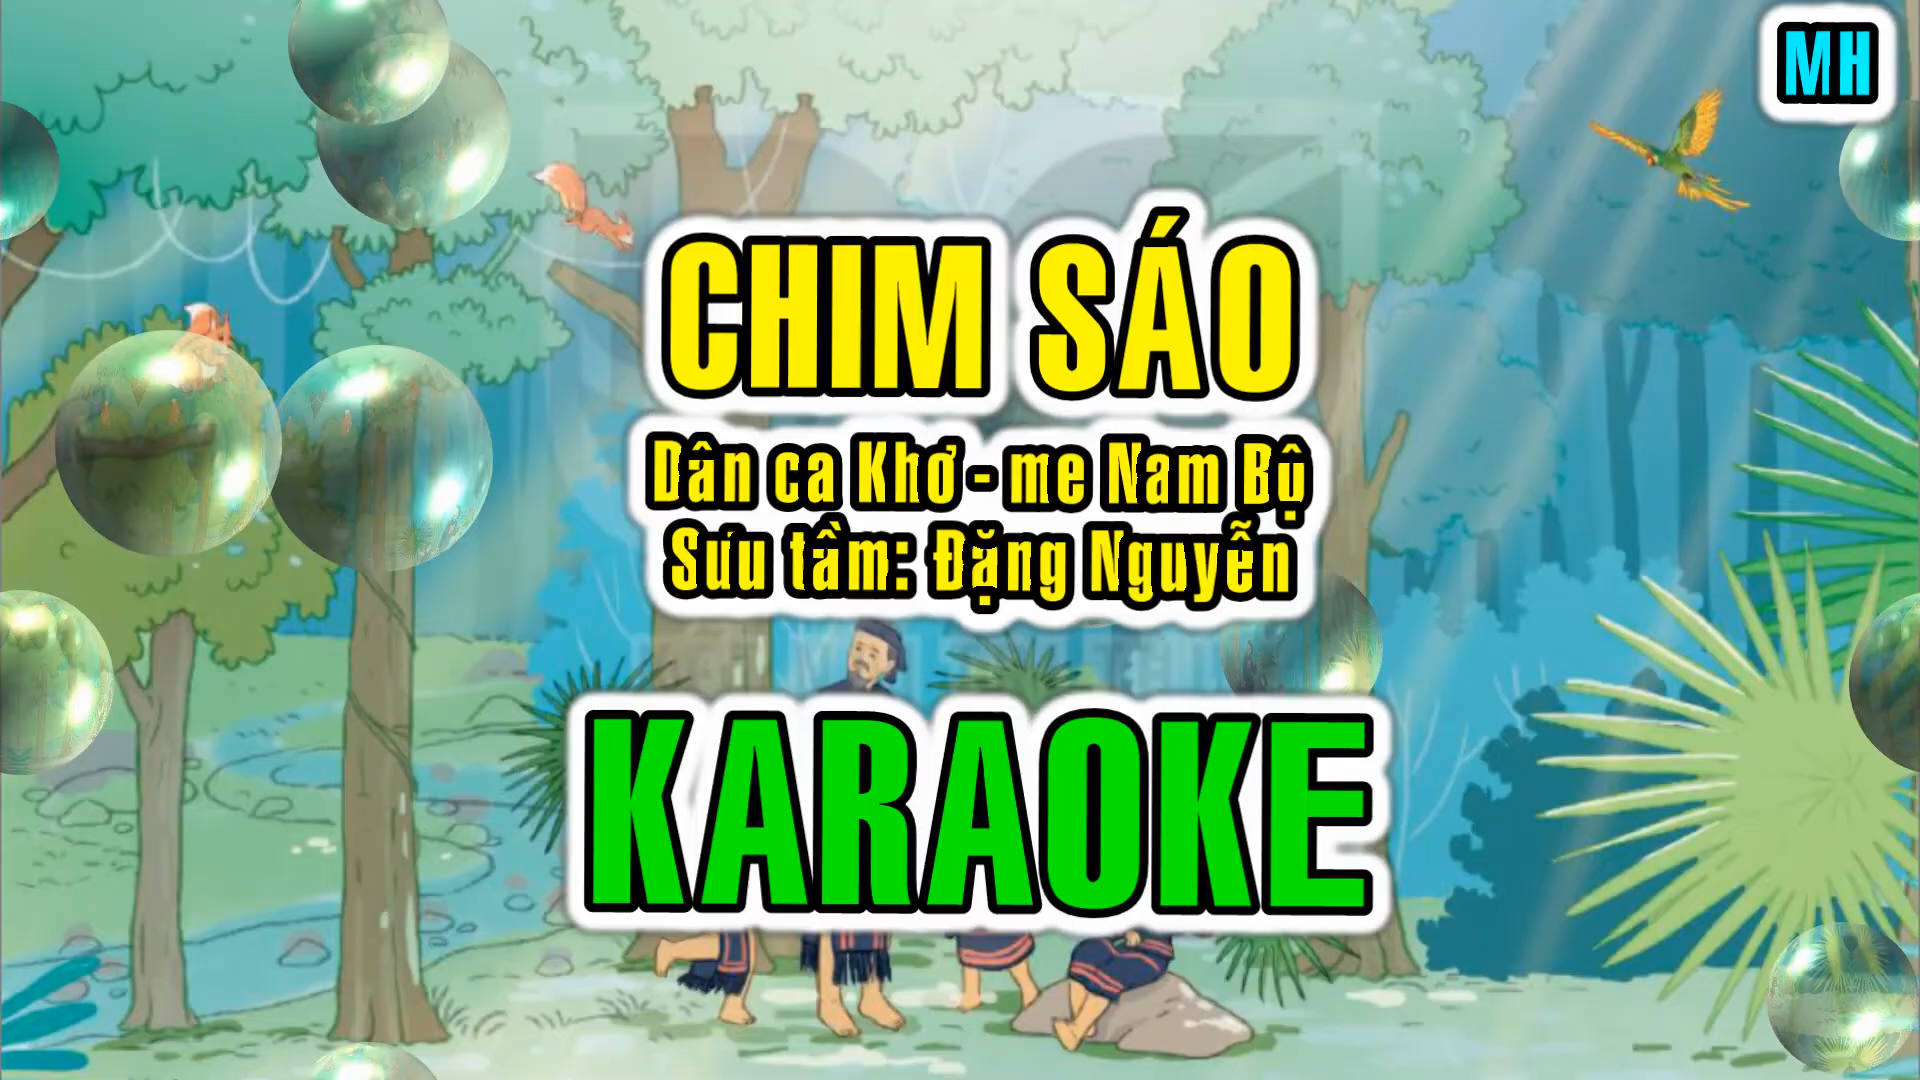 MH
CHIM SÁO
Dân ca Khơ - me Nam Bộ
Sưu tầm: Đặng Nguyễn
KARAOKE